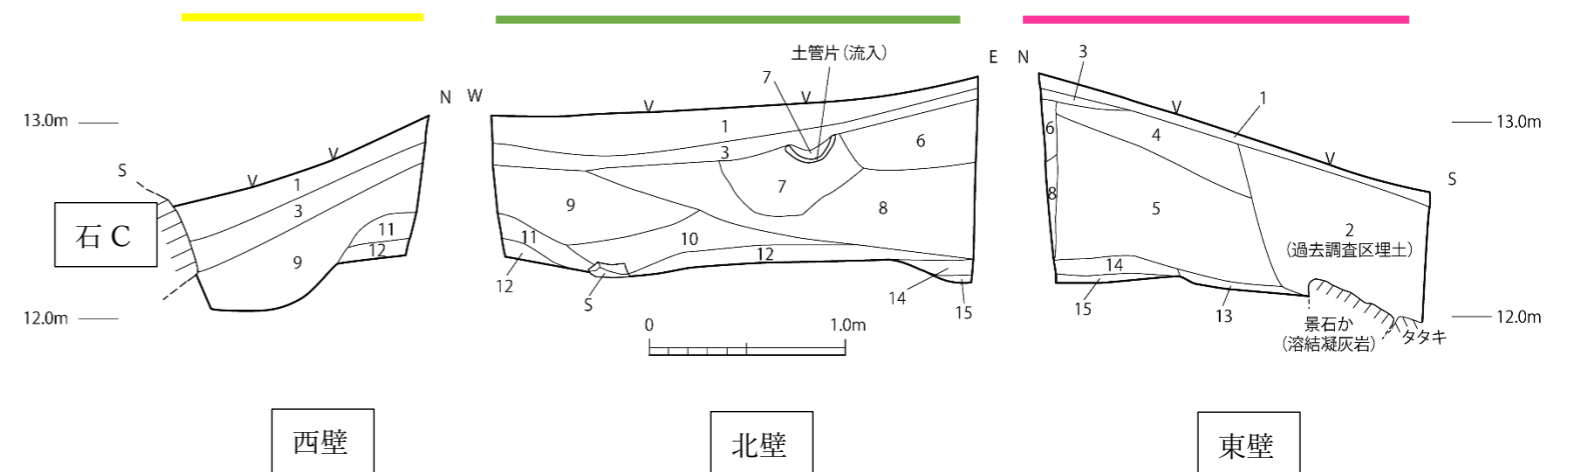 土管片（流入）
7
E N
3
N W
13.0m
1
13.0m
S
1
3
6
6
4
S
1
3
7
8
石 C
9
8
5
2
（過去調査区埋土）
11
12
9
11
10
12
14
12
S
14
15
15
13
12.0m
0
1.0m
景石か
（溶結凝灰岩）
タタキ
12.0m
西壁
北壁
東壁
V
V
V
V
V
V